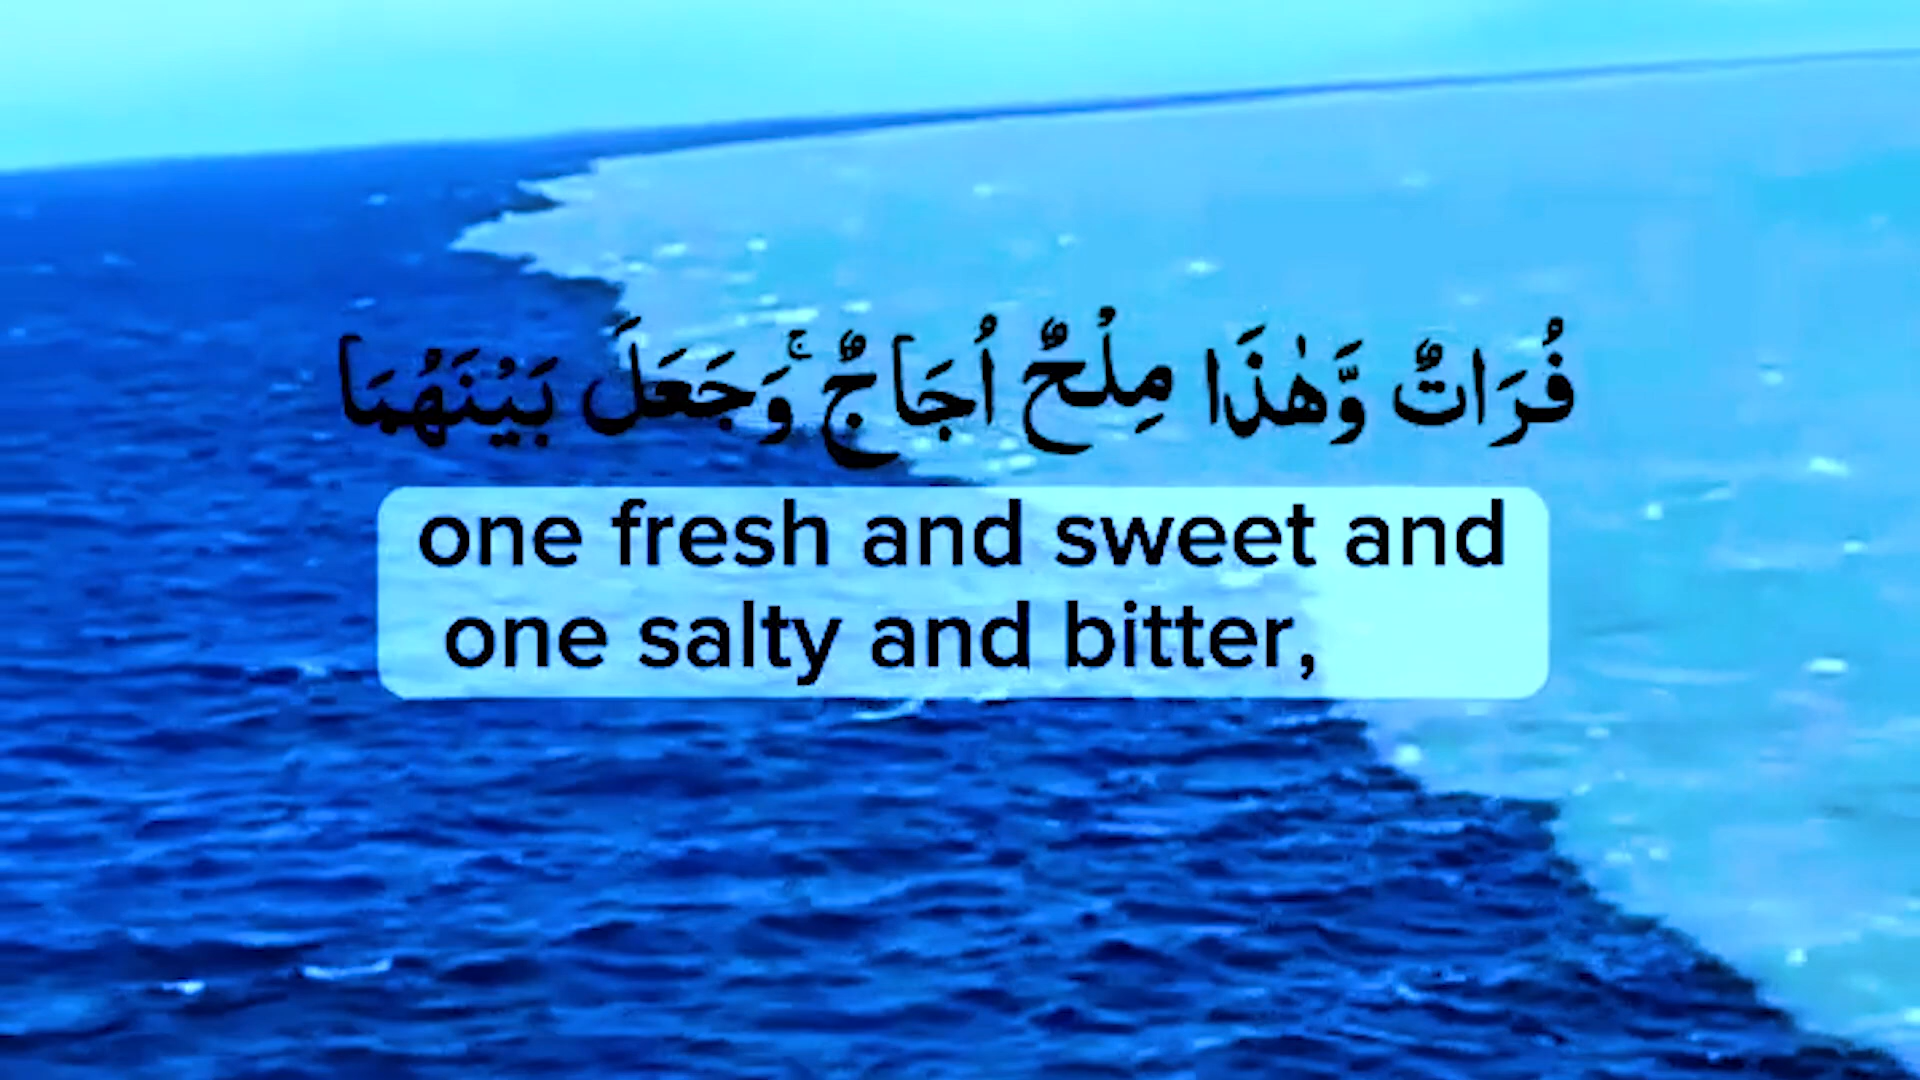 فُرَاتٌ وَّهٰذَا مِلْحٌ اُجَاجٌ ۚ وَجَعَلَ بَيْنَهُمَا
one fresh and sweet and
one salty and bitter,